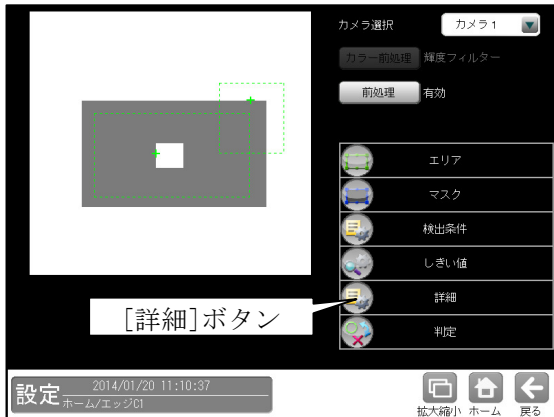 カメラ選択
カメラ1
カラー前処理
輝度フィルター
前処理
有効
エリア
マスク
検出条件
しきい値
詳細
判定
[詳細]ボタン
設定
2014/01/20 11:10:37
ホーム/エッジC1
拡大縮小
ホーム
戻る